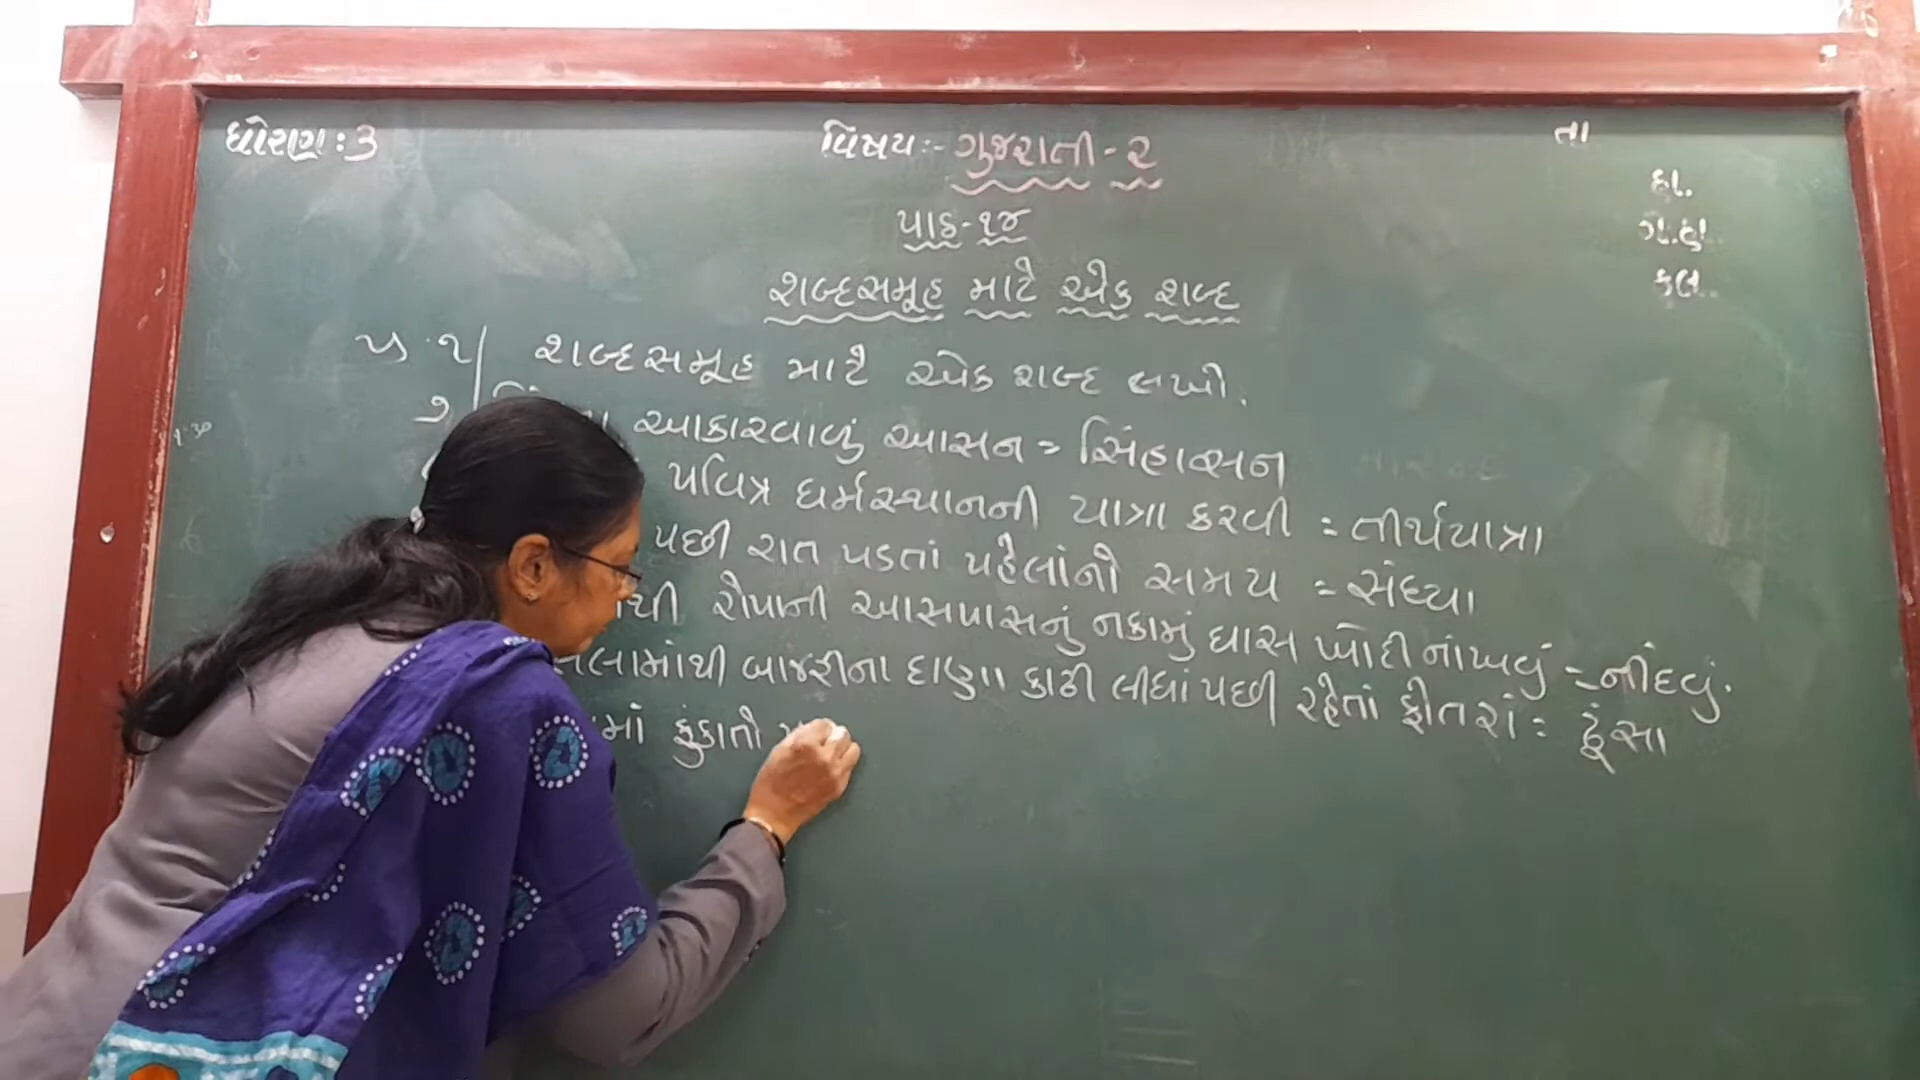 ધોરણ : 3 વિષય :- ગુજરાતી - ૨ તા
હા.
ગે.હા.
કુલ..
પાઠ - ૧૪
શબ્દસમૂહ માટે એક શબ્દ
શબ્દસમૂહ માટે એક શબ્દ લખો.
આકારવાળું આસન = સિંહાસન
પવિત્ર ધર્મસ્થાનની યાત્રા કરવી = તીર્થયાત્રા
પછી રાત પડતાં પહેલાંનો સમય = સંધ્યા
રોપાની આસપાસનું નકામું ઘાસ ખોદી નાંખવું = નીંદવું.
બાજરીના દાણા કાઢી લીધાં પછી રહેતાં ફોતરાં = ઢૂંસા
ફુંકાતો